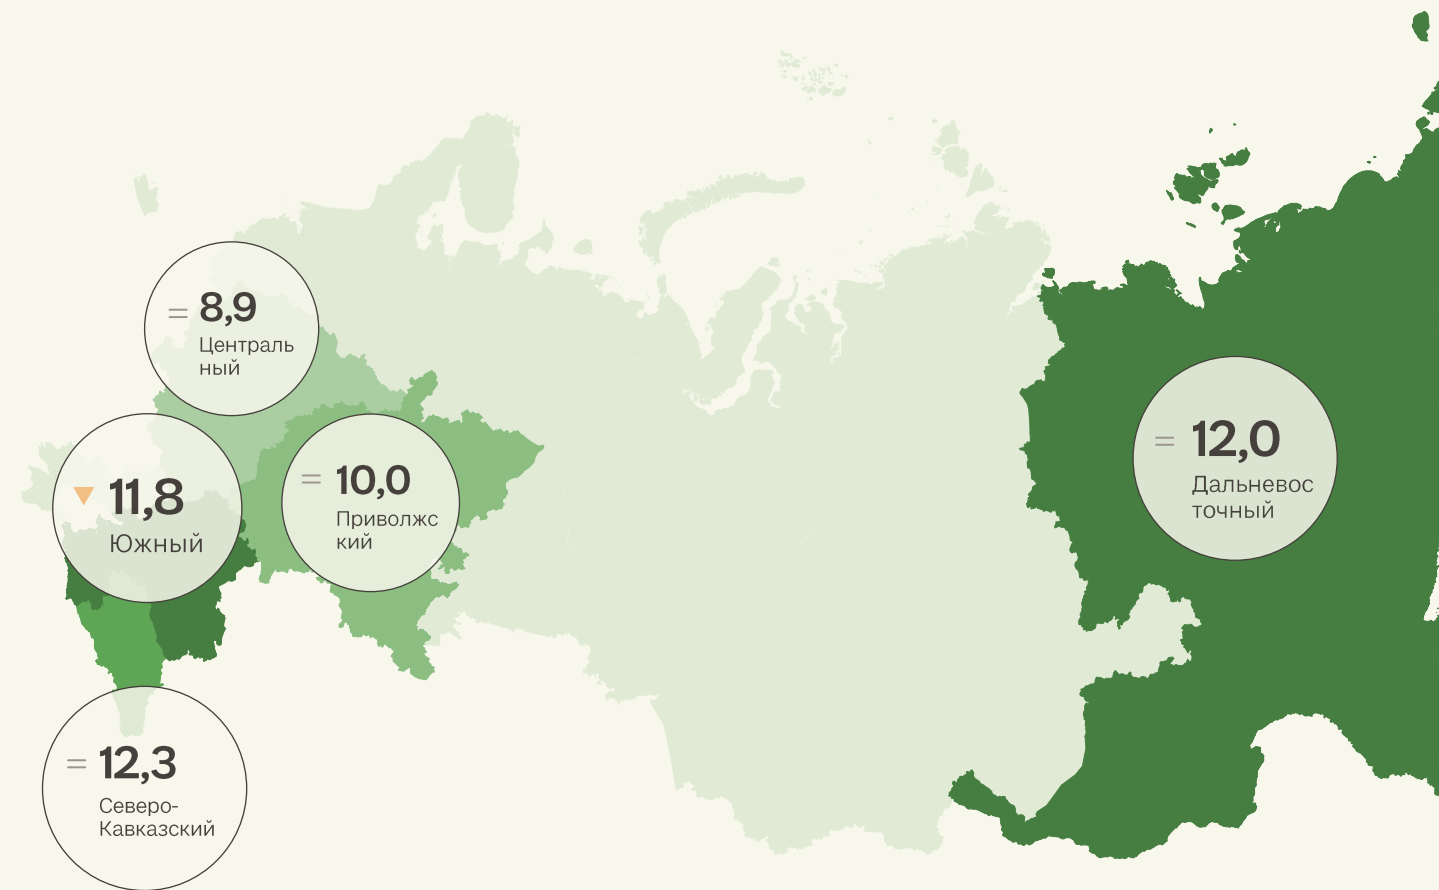 = 8,9
Централь
ный
11,8
Южный
= 10,0
Приволжс
кий
= 12,0
Дальневос
точный
= 12,3
Северо-
Кавказский